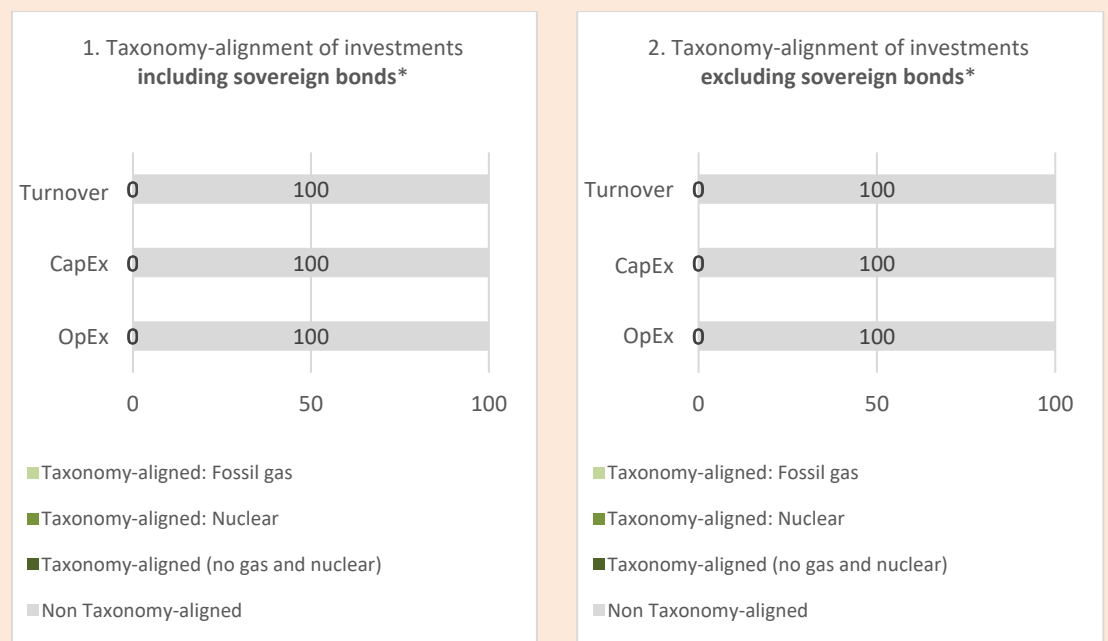 1. Taxonomy-alignment of investments
including sovereign bonds*
Turnover 0 100
CapEx 0 100
OpEx 0 100
0 50 100
Taxonomy-aligned: Fossil gas
Taxonomy-aligned: Nuclear
Taxonomy-aligned (no gas and nuclear)
Non Taxonomy-aligned
2. Taxonomy-alignment of investments
excluding sovereign bonds*
Turnover 0 100
CapEx 0 100
OpEx 0 100
0 50 100
Taxonomy-aligned: Fossil gas
Taxonomy-aligned: Nuclear
Taxonomy-aligned (no gas and nuclear)
Non Taxonomy-aligned